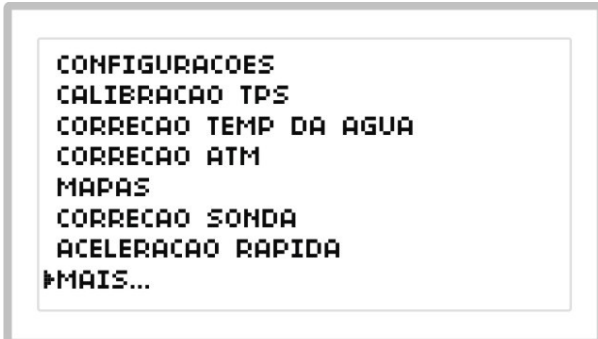 CONFIGURACOES
CALIBRACAO TPS
CORRECAO TEMP DA AGUA
CORRECAO ATM
MAPAS
CORRECAO SONDA
ACELERACAO RAPIDA
MAIS...